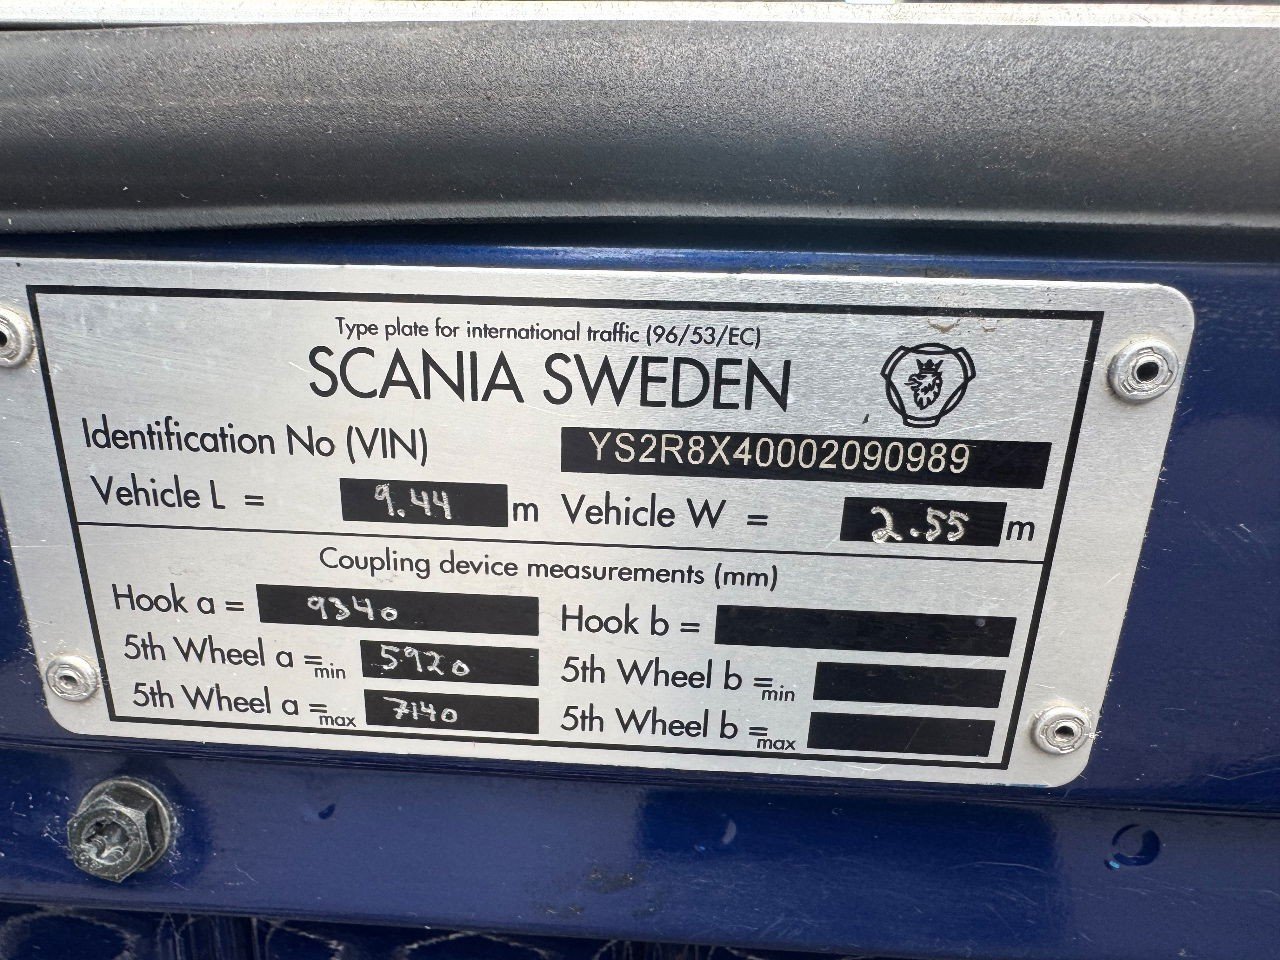 Type plate for international traffic (96/53/EC)
SCANIA SWEDEN
Identification No (VIN) YS2R8X40002090989
Vehicle L = 9.44 m Vehicle W = 2.55 m
Coupling device measurements (mm)
Hook a = 9340 Hook b =
5th Wheel a =min 5920 5th Wheel b =min
5th Wheel a =max 7140 5th Wheel b =max